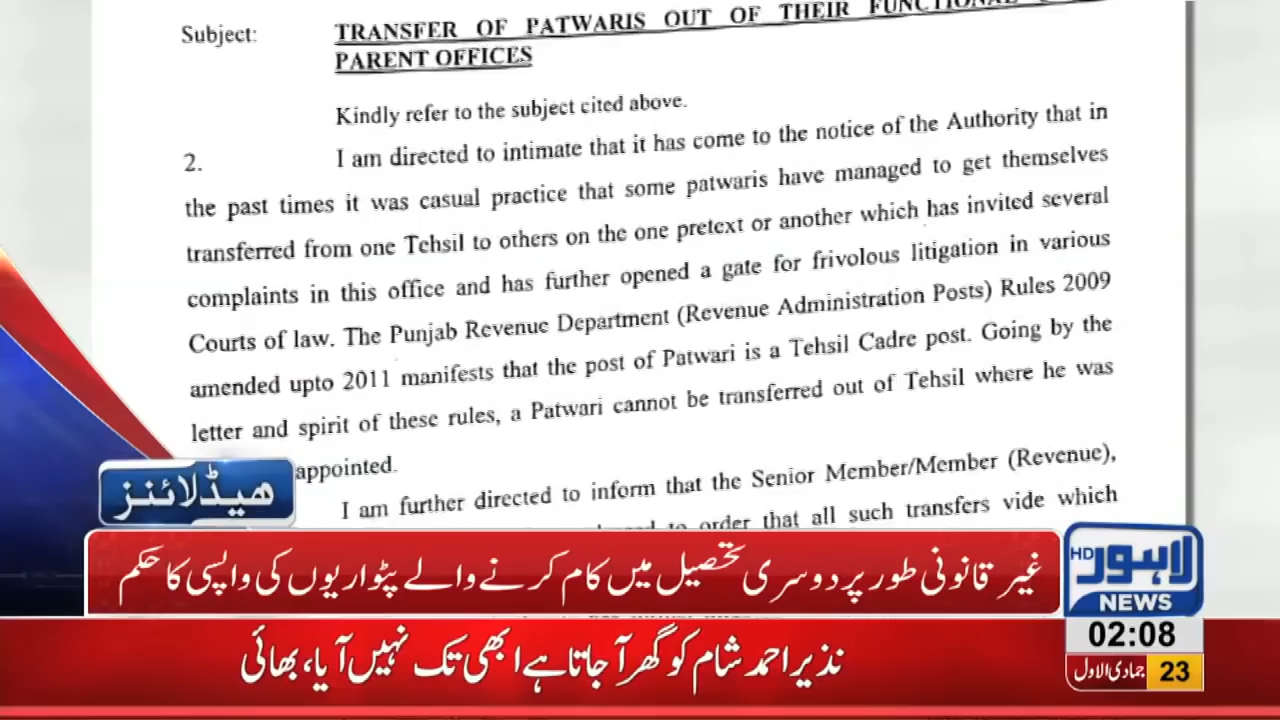 Subject: TRANSFER OF PATWARIS OUT OF THEIR FUNCTIONAL
PARENT OFFICES
Kindly refer to the subject cited above.
2. I am directed to intimate that it has come to the notice of the Authority that in
the past times it was casual practice that some patwaris have managed to get themselves
transferred from one Tehsil to others on the one pretext or another which has invited several
complaints in this office and has further opened a gate for frivolous litigation in various
Courts of law. The Punjab Revenue Department (Revenue Administration Posts) Rules 2009
amended upto 2011 manifests that the post of Patwari is a Tehsil Cadre post. Going by the
letter and spirit of these rules, a Patwari cannot be transferred out of Tehsil where he was
appointed.
I am further directed to inform that the Senior Member/Member (Revenue),
to order that all such transfers vide which
ھیڈلائنز
غیر قانونی طور پر دوسری تحصیل میں کام کرنے والے پٹواریوں کی واپسی کا حکم
HD لاہور
NEWS
02:08
23 جمادی الاول
نذیر احمد شام کو گھر آ جاتا ہے ابھی تک نہیں آیا، بھائی